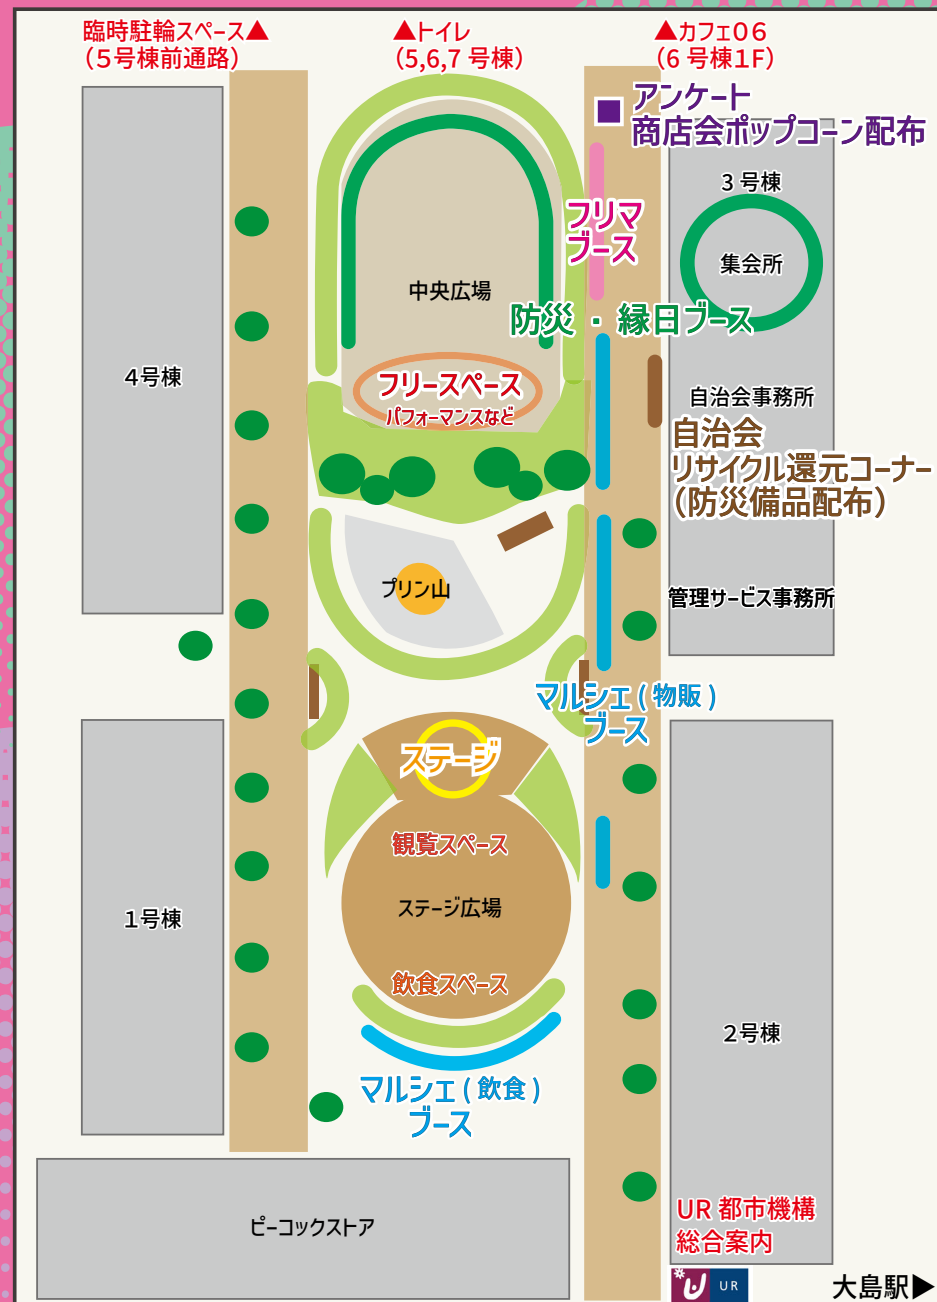 臨時駐輪スペース▲
（５号棟前通路）
▲トイレ
(5,6,7 号棟)
▲カフェ０６
(６号棟１F)
アンケート
商店会ポップコーン配布
３号棟
フリマ
ブース
集会所
中央広場
防災・縁日ブース
4号棟
フリースペース
パフォーマンスなど
自治会事務所
自治会
リサイクル還元コーナー
（防災備品配布）
プリン山
管理サービス事務所
マルシェ(物販)
ブース
ステージ
観覧スペース
ステージ広場
１号棟
飲食スペース
２号棟
マルシェ(飲食)
ブース
ピーコックストア
UR 都市機構
総合案内
UR
大島駅▶